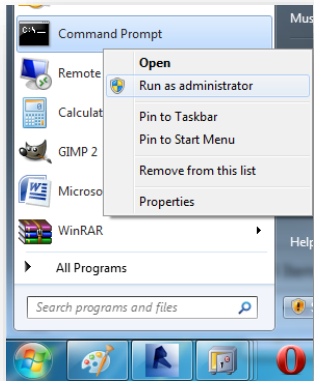 Mus
C:\
Command Prompt
Open
Remote
Run as administrator
Calculat
Pin to Taskbar
GIMP 2
Pin to Start Menu
Microso
Remove from this list
Properties
WinRAR
Help
All Programs
Search programs and files